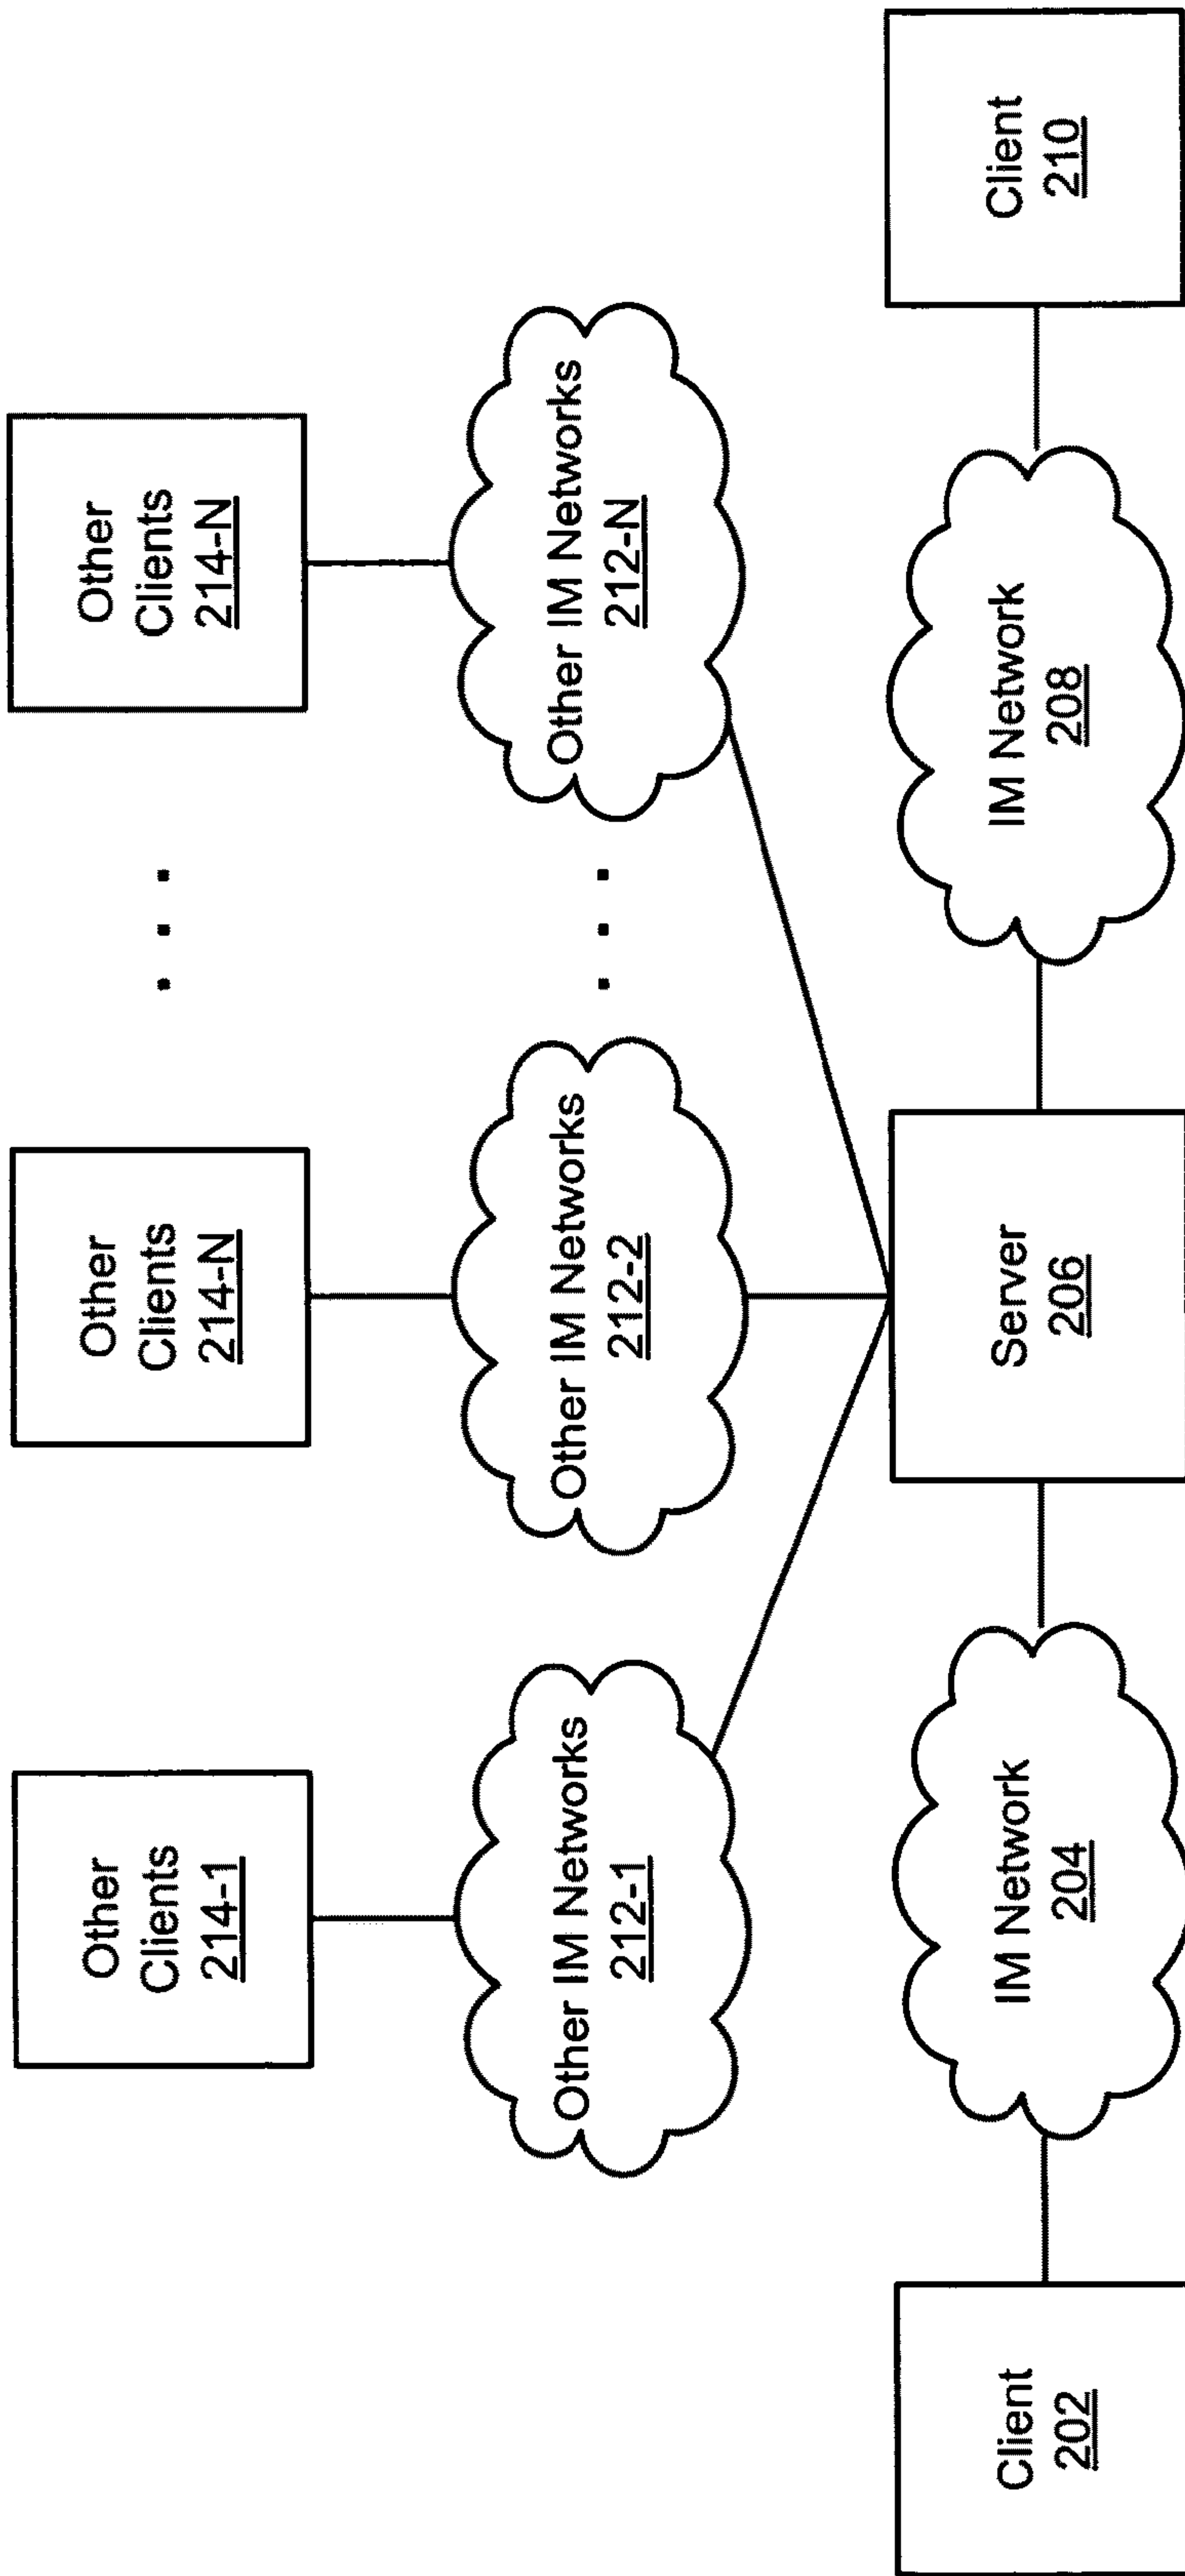 Other
Clients
214-1
Other
Clients
214-N
Other
Clients
214-N
. . .
Other IM Networks
212-1
Other IM Networks
212-2
Other IM Networks
212-N
. . .
Client
202
IM Network
204
Server
206
IM Network
208
Client
210